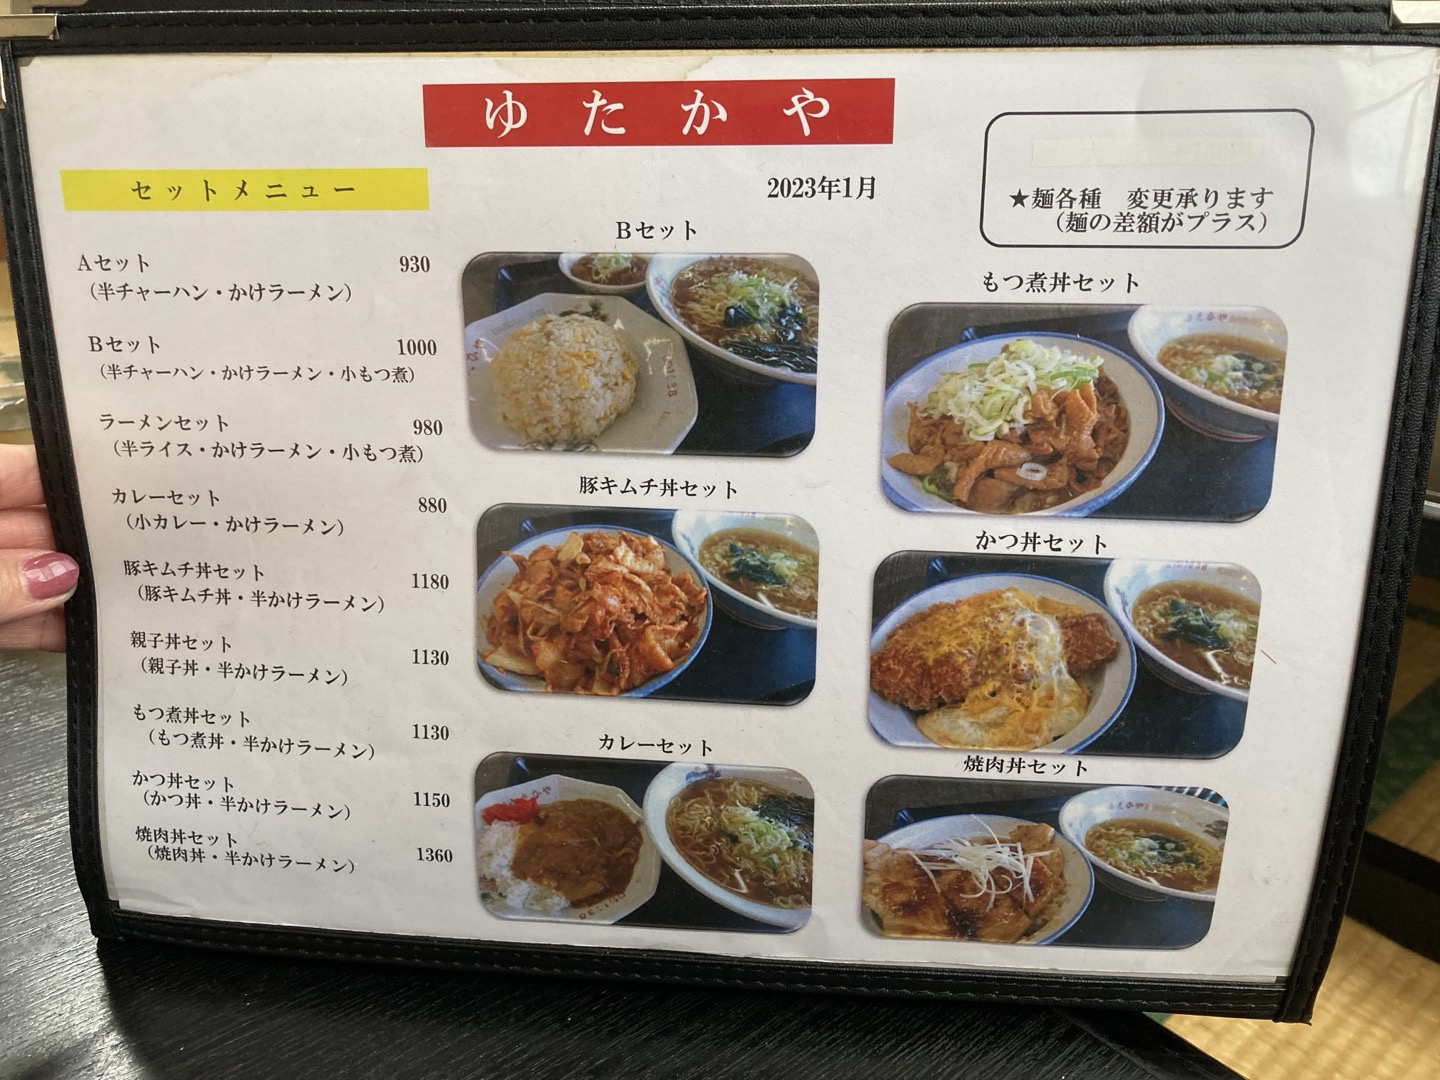 ゆたかや
セットメニュー
2023年1月
★麺各種　変更承ります
（麺の差額がプラス）
Aセット 930
（半チャーハン・かけラーメン）
Bセット 1000
（半チャーハン・かけラーメン・小もつ煮）
ラーメンセット 980
（半ライス・かけラーメン・小もつ煮）
カレーセット 880
（小カレー・かけラーメン）
豚キムチ丼セット 1180
（豚キムチ丼・半かけラーメン）
親子丼セット 1130
（親子丼・半かけラーメン）
もつ煮丼セット 1130
（もつ煮丼・半かけラーメン）
かつ丼セット 1150
（かつ丼・半かけラーメン）
焼肉丼セット 1360
（焼肉丼・半かけラーメン）
Bセット
豚キムチ丼セット
カレーセット
もつ煮丼セット
かつ丼セット
焼肉丼セット